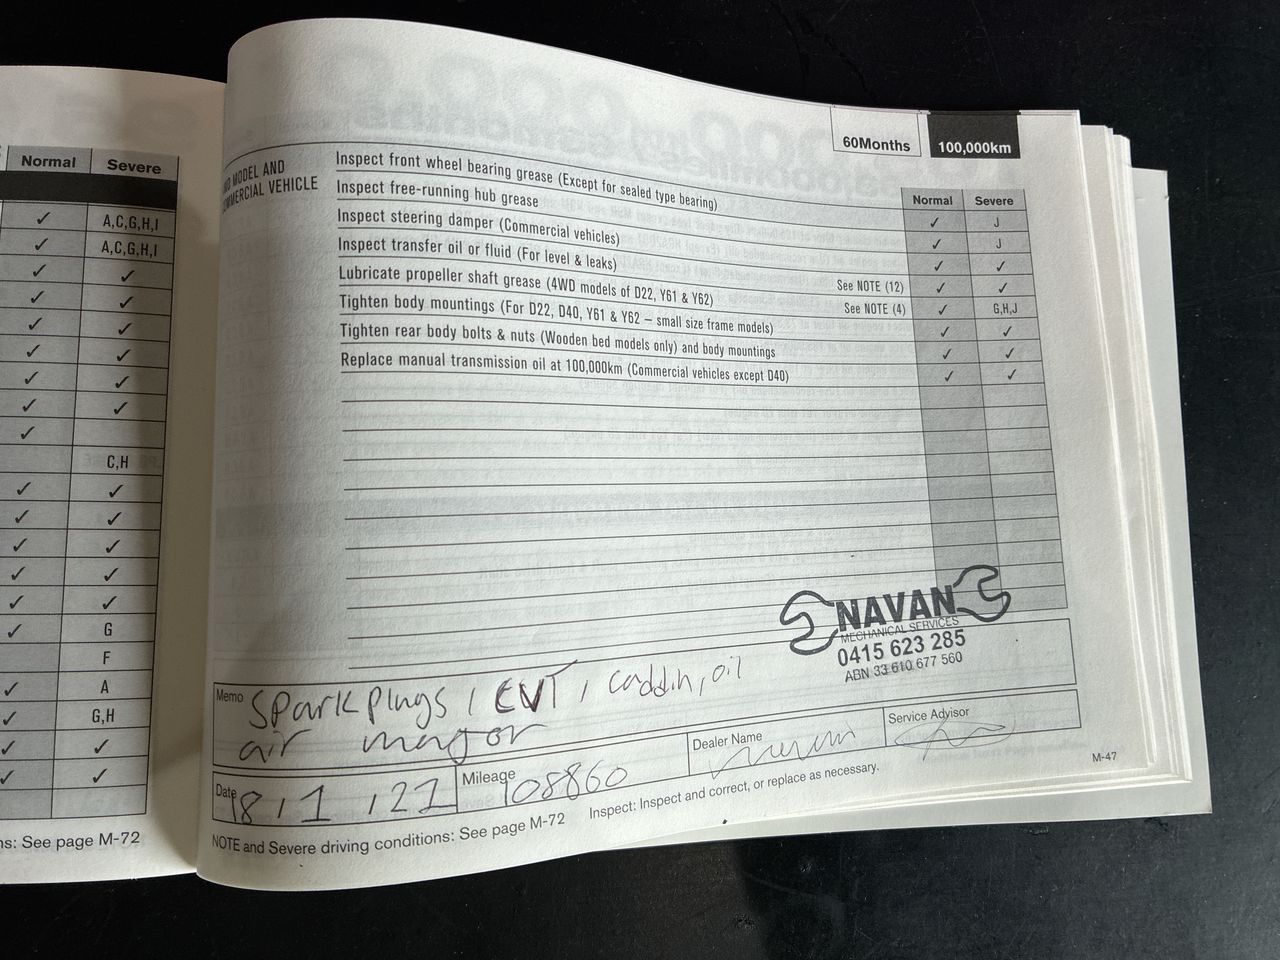 Normal Severe
✓ A,C,G,H,I
✓ A,C,G,H,I
✓ ✓
✓ ✓
✓ ✓
✓ ✓
✓ ✓
✓ ✓
✓
C,H
✓ ✓
✓ ✓
✓ ✓
✓ ✓
✓ ✓
✓ G
F
✓ A
✓ G,H
✓ ✓
✓ ✓
See page M-72
60Months 100,000km
Normal Severe
MODEL AND
COMMERCIAL VEHICLE
Inspect front wheel bearing grease (Except for sealed type bearing) ✓ J
Inspect free-running hub grease ✓ J
Inspect steering damper (Commercial vehicles) ✓ ✓
Inspect transfer oil or fluid (For level & leaks) See NOTE (12) ✓ ✓
Lubricate propeller shaft grease (4WD models of D22, Y61 & Y62) See NOTE (4) ✓ G,H,J
Tighten body mountings (For D22, D40, Y61 & Y62 – small size frame models) ✓ ✓
Tighten rear body bolts & nuts (Wooden bed models only) and body mountings ✓ ✓
Replace manual transmission oil at 100,000km (Commercial vehicles except D40) ✓ ✓
NAVAN
MECHANICAL SERVICES
0415 623 285
ABN 33 610 677 560
Memo Spark plugs / CVT / oil
air major
Date 18/1/21 Mileage 108860 Dealer Name Service Advisor
NOTE and Severe driving conditions: See page M-72 Inspect: Inspect and correct, or replace as necessary.
M-47